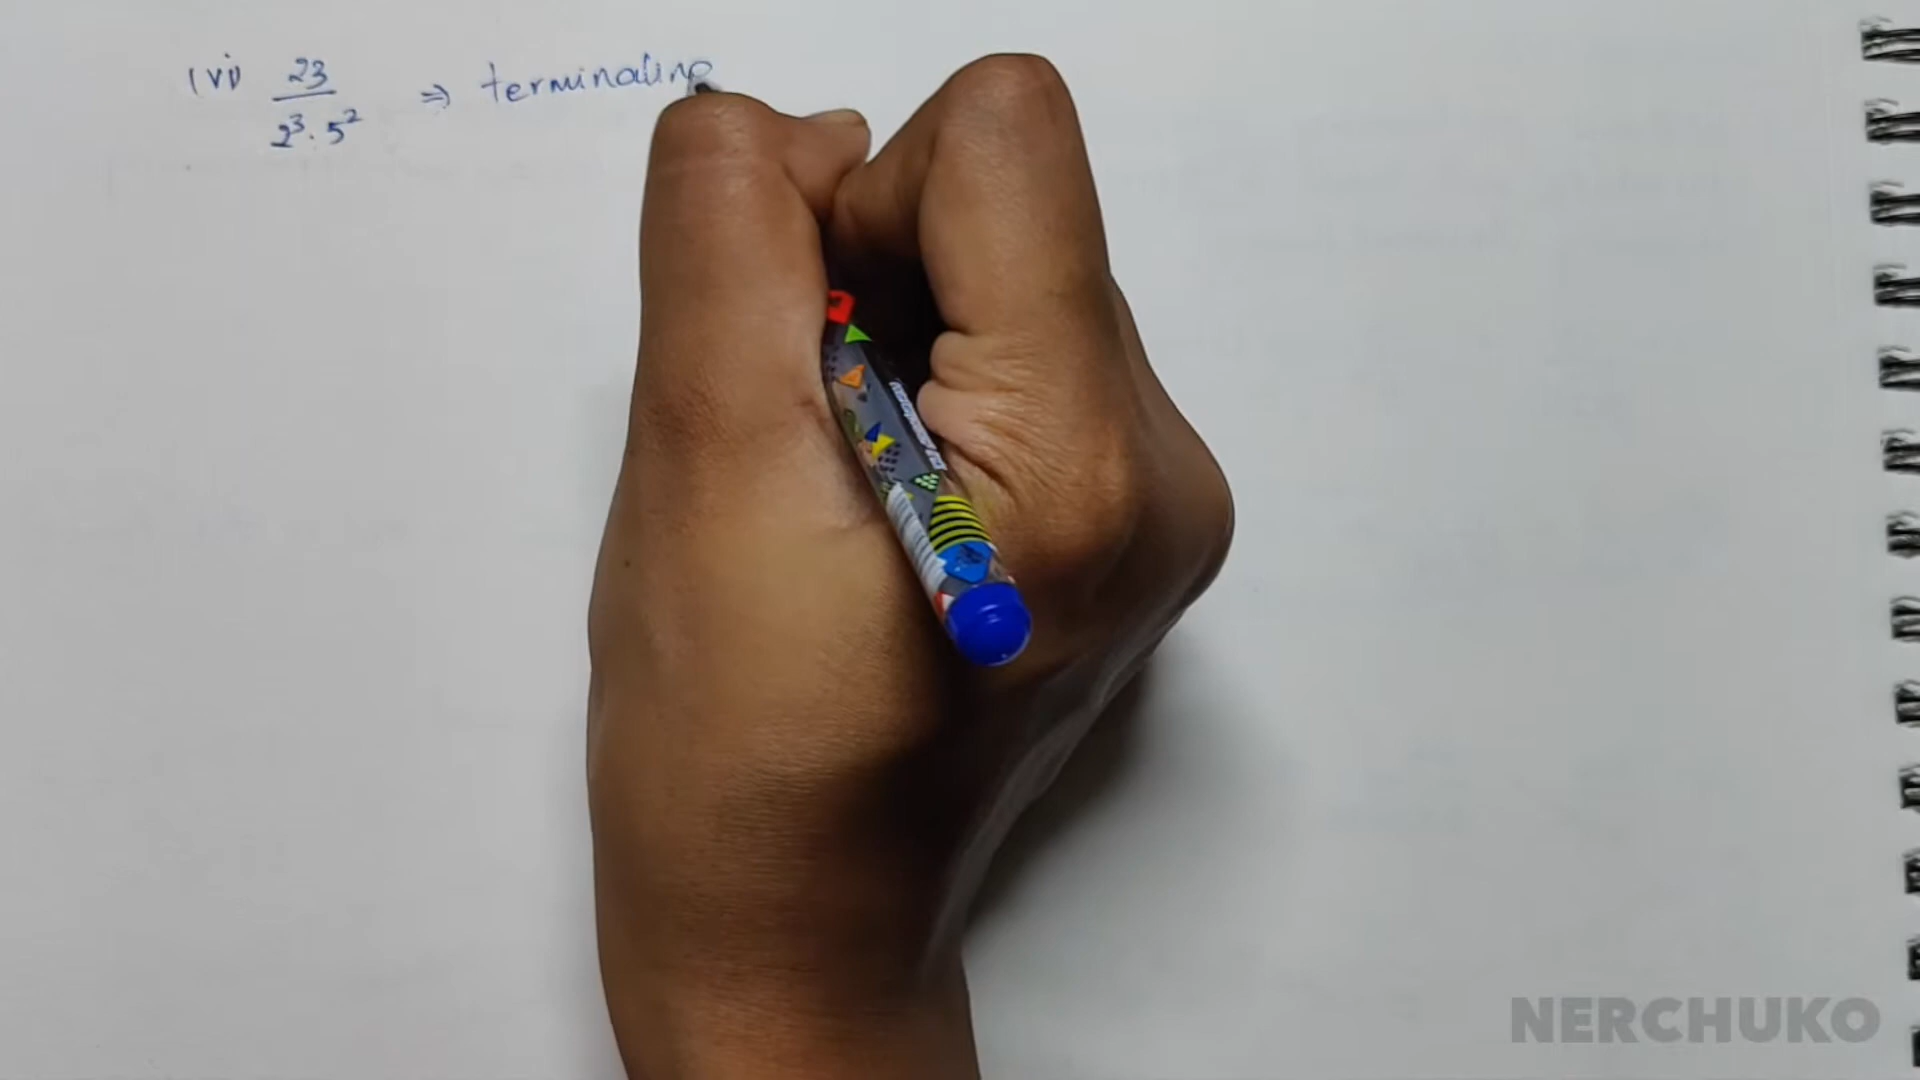 (vi) 23/2³·5² ⇒ terminating
NERCHUKO